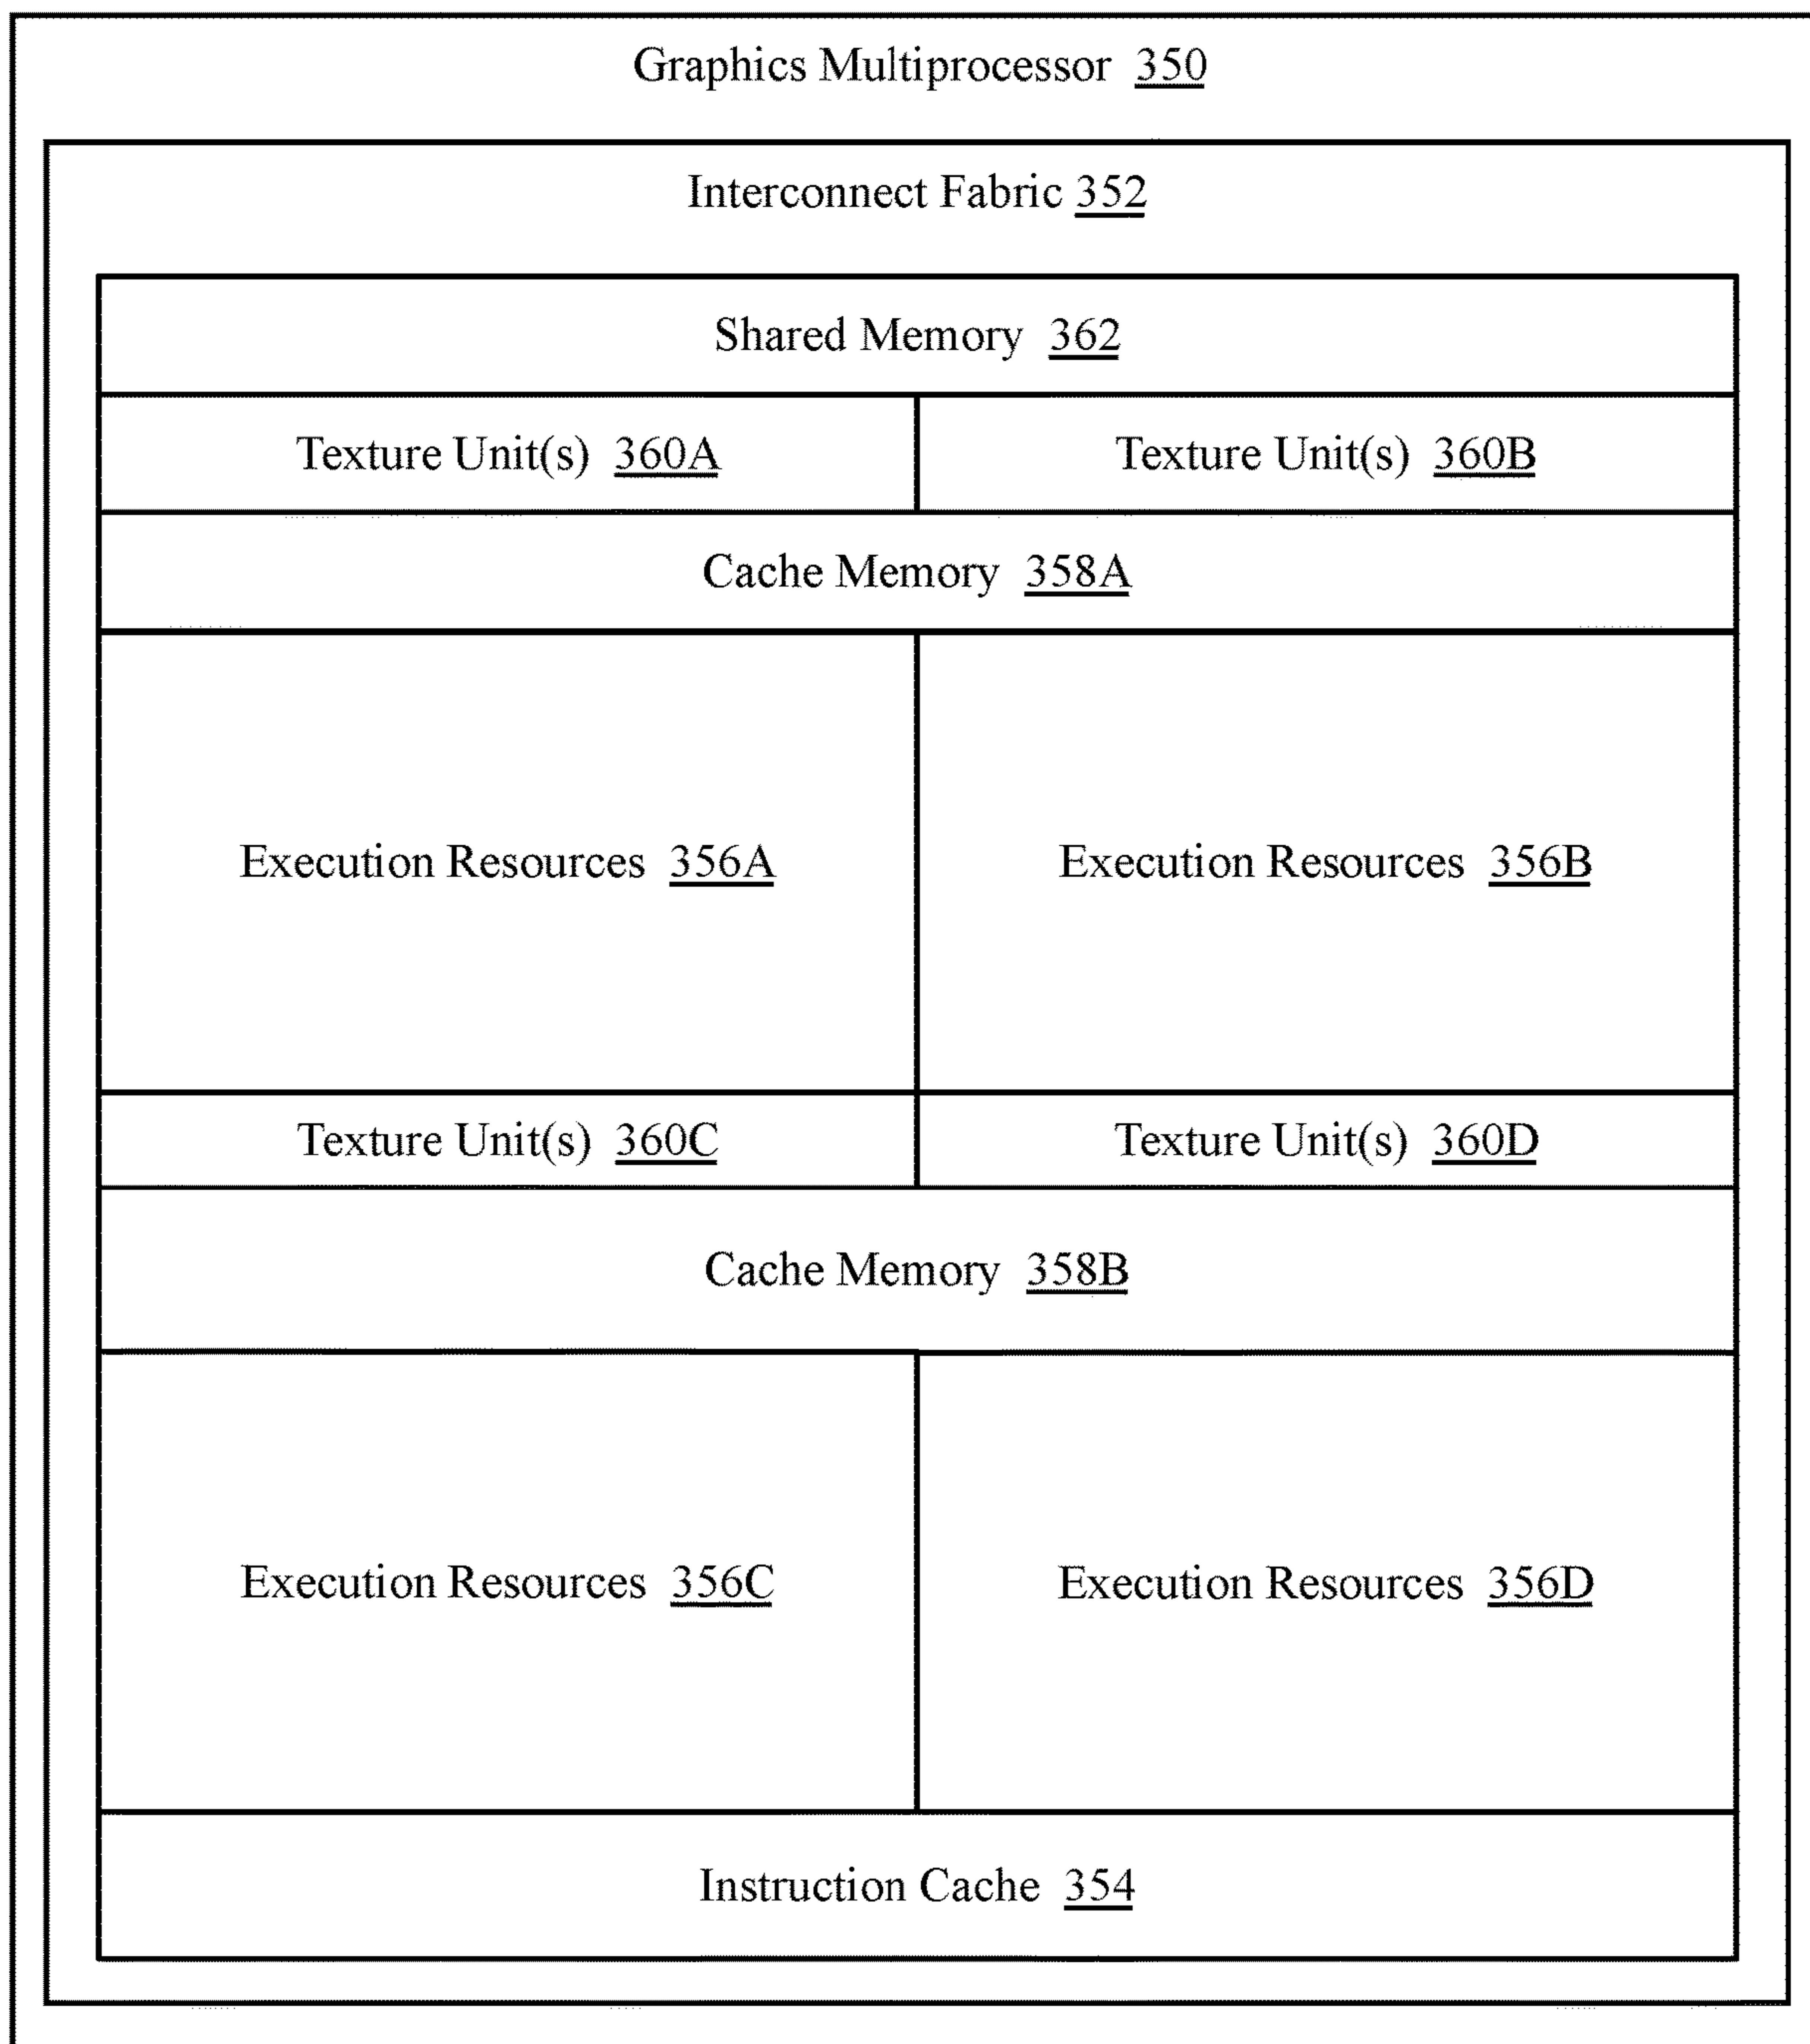 Graphics Multiprocessor 350
Interconnect Fabric 352
Shared Memory 362
Texture Unit(s) 360A
Texture Unit(s) 360B
Cache Memory 358A
Execution Resources 356A
Execution Resources 356B
Texture Unit(s) 360C
Texture Unit(s) 360D
Cache Memory 358B
Execution Resources 356C
Execution Resources 356D
Instruction Cache 354